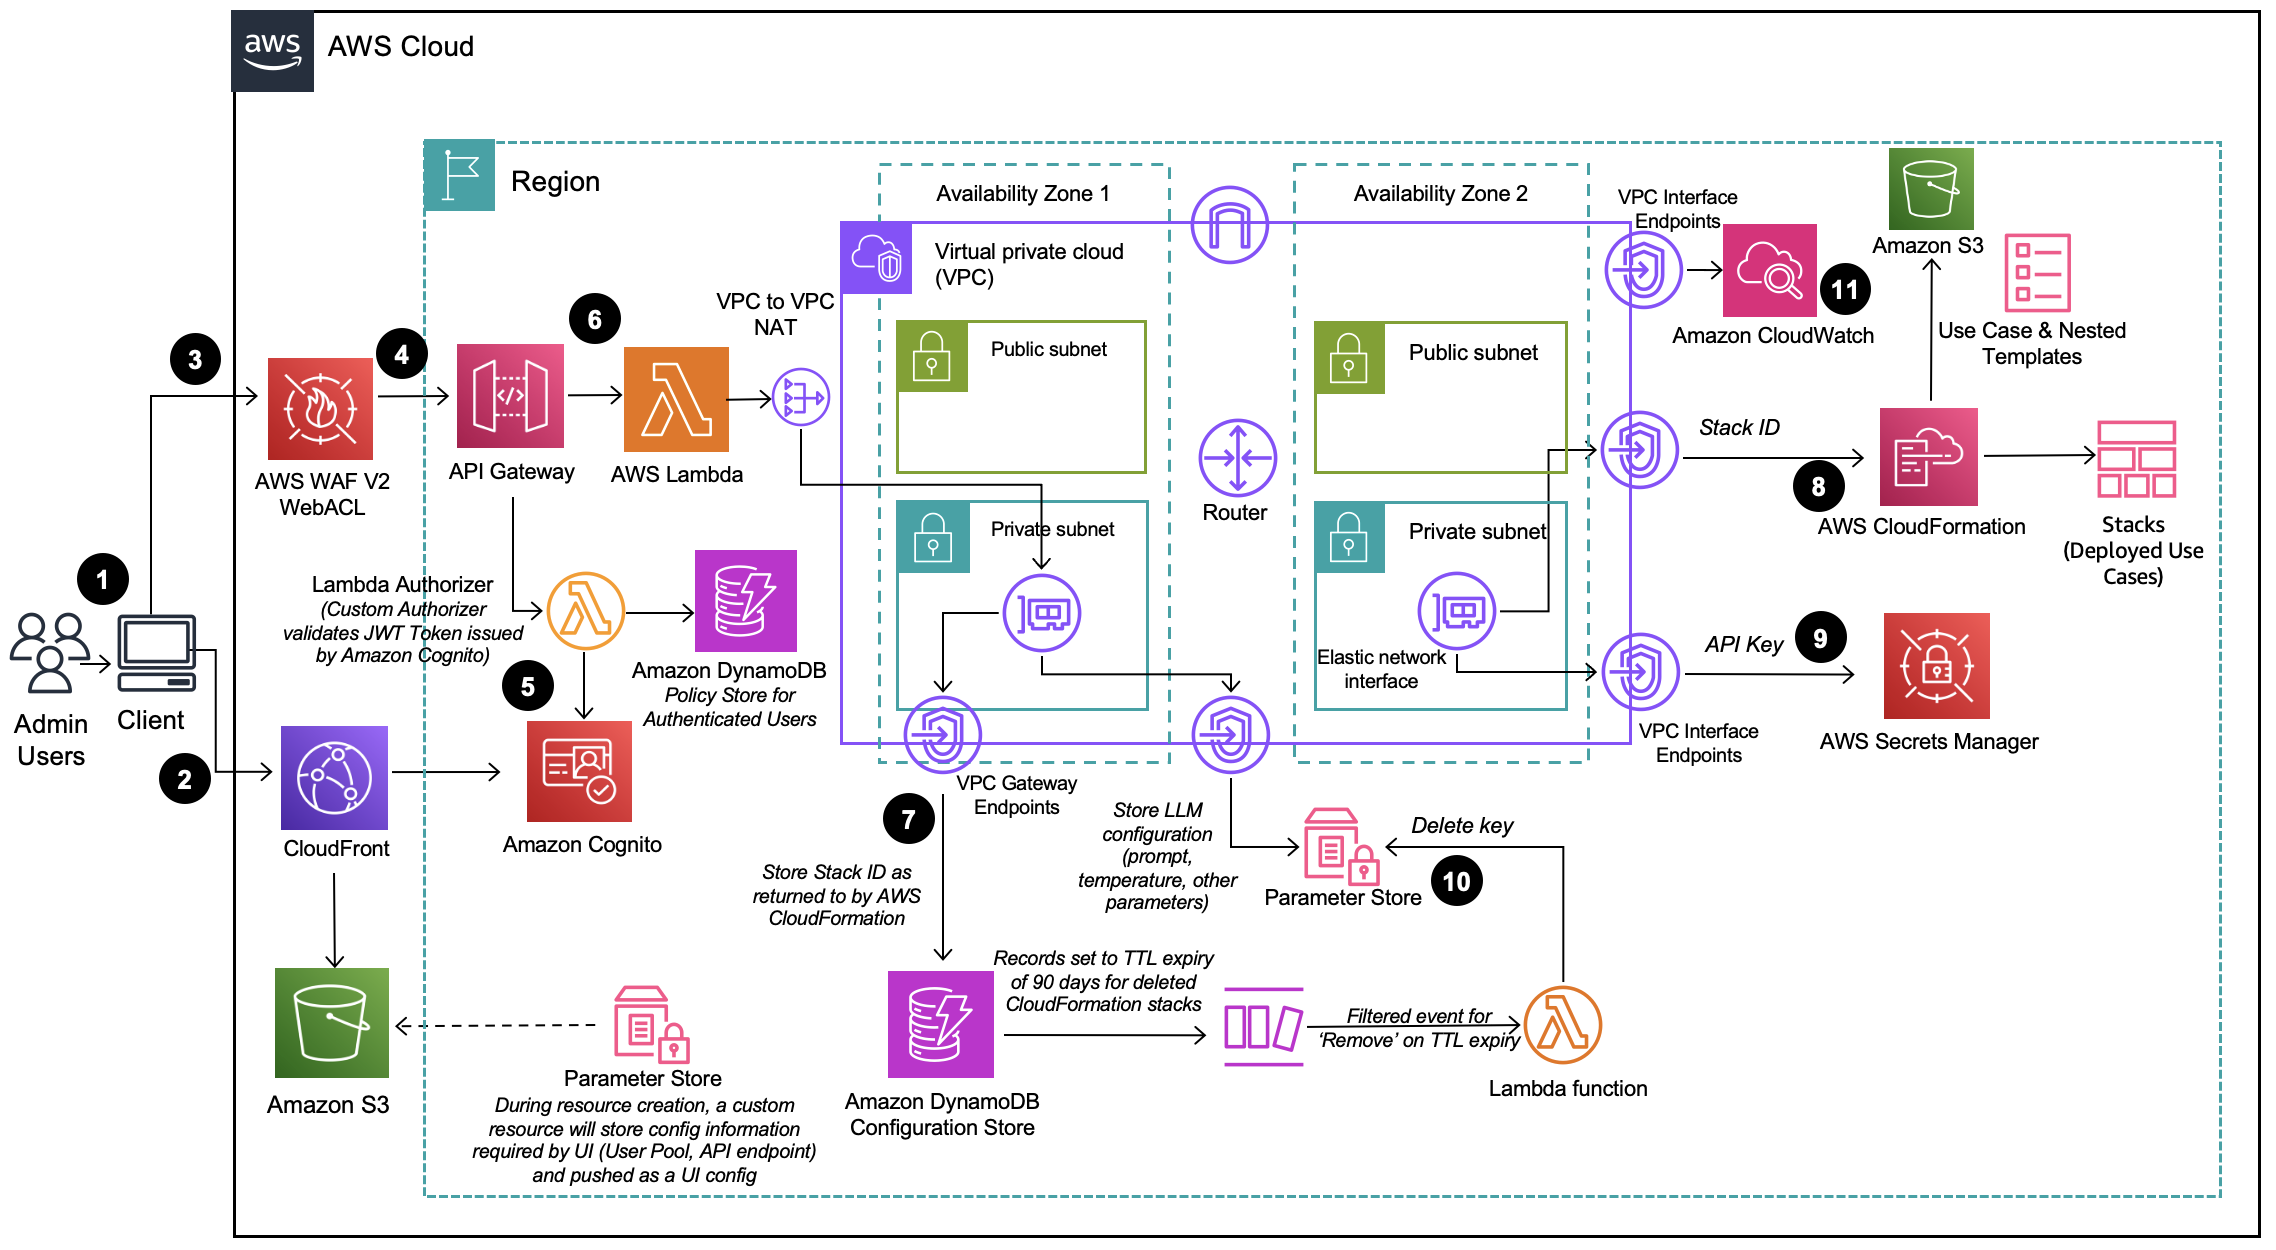 aws
AWS Cloud
Region
Availability Zone 1
Availability Zone 2
Virtual private cloud
(VPC)
Public subnet
Public subnet
Private subnet
Private subnet
Router
Elastic network
interface
VPC to VPC
NAT
1
Admin
Users
Client
2
CloudFront
Amazon S3
3
AWS WAF V2
WebACL
4
API Gateway
Lambda Authorizer
(Custom Authorizer
validates JWT Token issued
by Amazon Cognito)
5
Amazon Cognito
Amazon DynamoDB
Policy Store for
Authenticated Users
6
AWS Lambda
Parameter Store
During resource creation, a custom
resource will store config information
required by UI (User Pool, API endpoint)
and pushed as a UI config
VPC Gateway
Endpoints
7
Store Stack ID as
returned to by AWS
CloudFormation
Amazon DynamoDB
Configuration Store
Store LLM
configuration
(prompt,
temperature, other
parameters)
Parameter Store
Delete key
10
Records set to TTL expiry
of 90 days for deleted
CloudFormation stacks
Filtered event for
‘Remove’ on TTL expiry
Lambda function
VPC Interface
Endpoints
Amazon CloudWatch
11
Amazon S3
Use Case & Nested
Templates
Stack ID
8
AWS CloudFormation
Stacks
(Deployed Use
Cases)
API Key
9
VPC Interface
Endpoints
AWS Secrets Manager